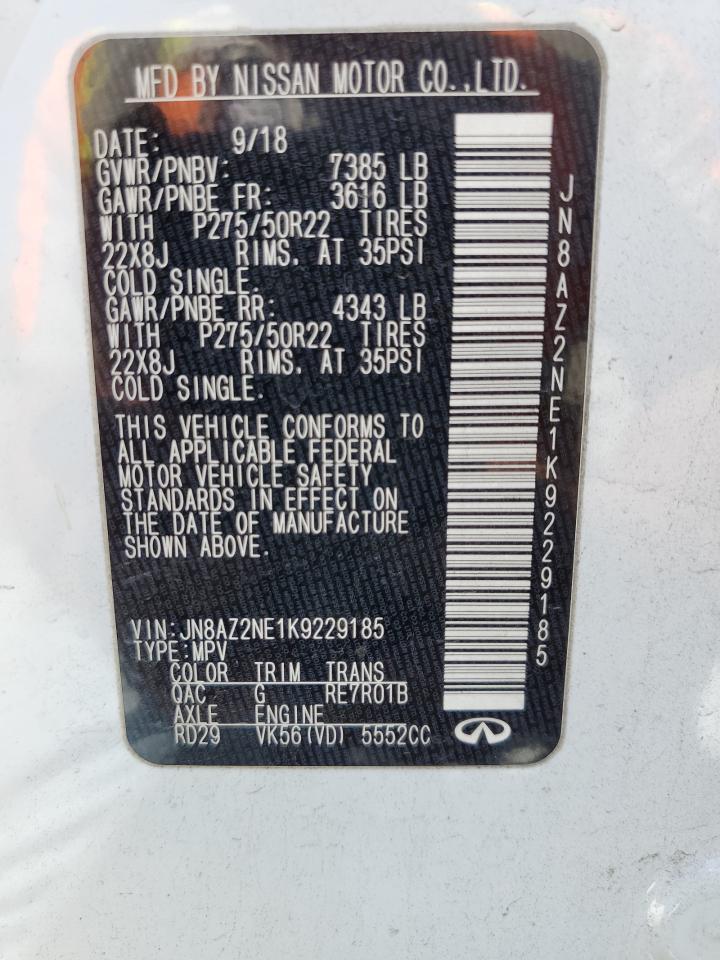 MFD BY NISSAN MOTOR CO.,LTD.
DATE: 9/18
GVWR/PNBV: 7385 LB
GAWR/PNBE FR: 3616 LB
WITH P275/50R22 TIRES
22X8J RIMS. AT 35PSI
COLD SINGLE.
GAWR/PNBE RR: 4343 LB
WITH P275/50R22 TIRES
22X8J RIMS. AT 35PSI
COLD SINGLE.
THIS VEHICLE CONFORMS TO
ALL APPLICABLE FEDERAL
MOTOR VEHICLE SAFETY
STANDARDS IN EFFECT ON
THE DATE OF MANUFACTURE
SHOWN ABOVE.
VIN:JN8AZ2NE1K9229185
TYPE:MPV
COLOR TRIM TRANS
QAC G RE7R01B
AXLE ENGINE
RD29 VK56(VD) 5552CC
JN8AZ2NE1K9229185